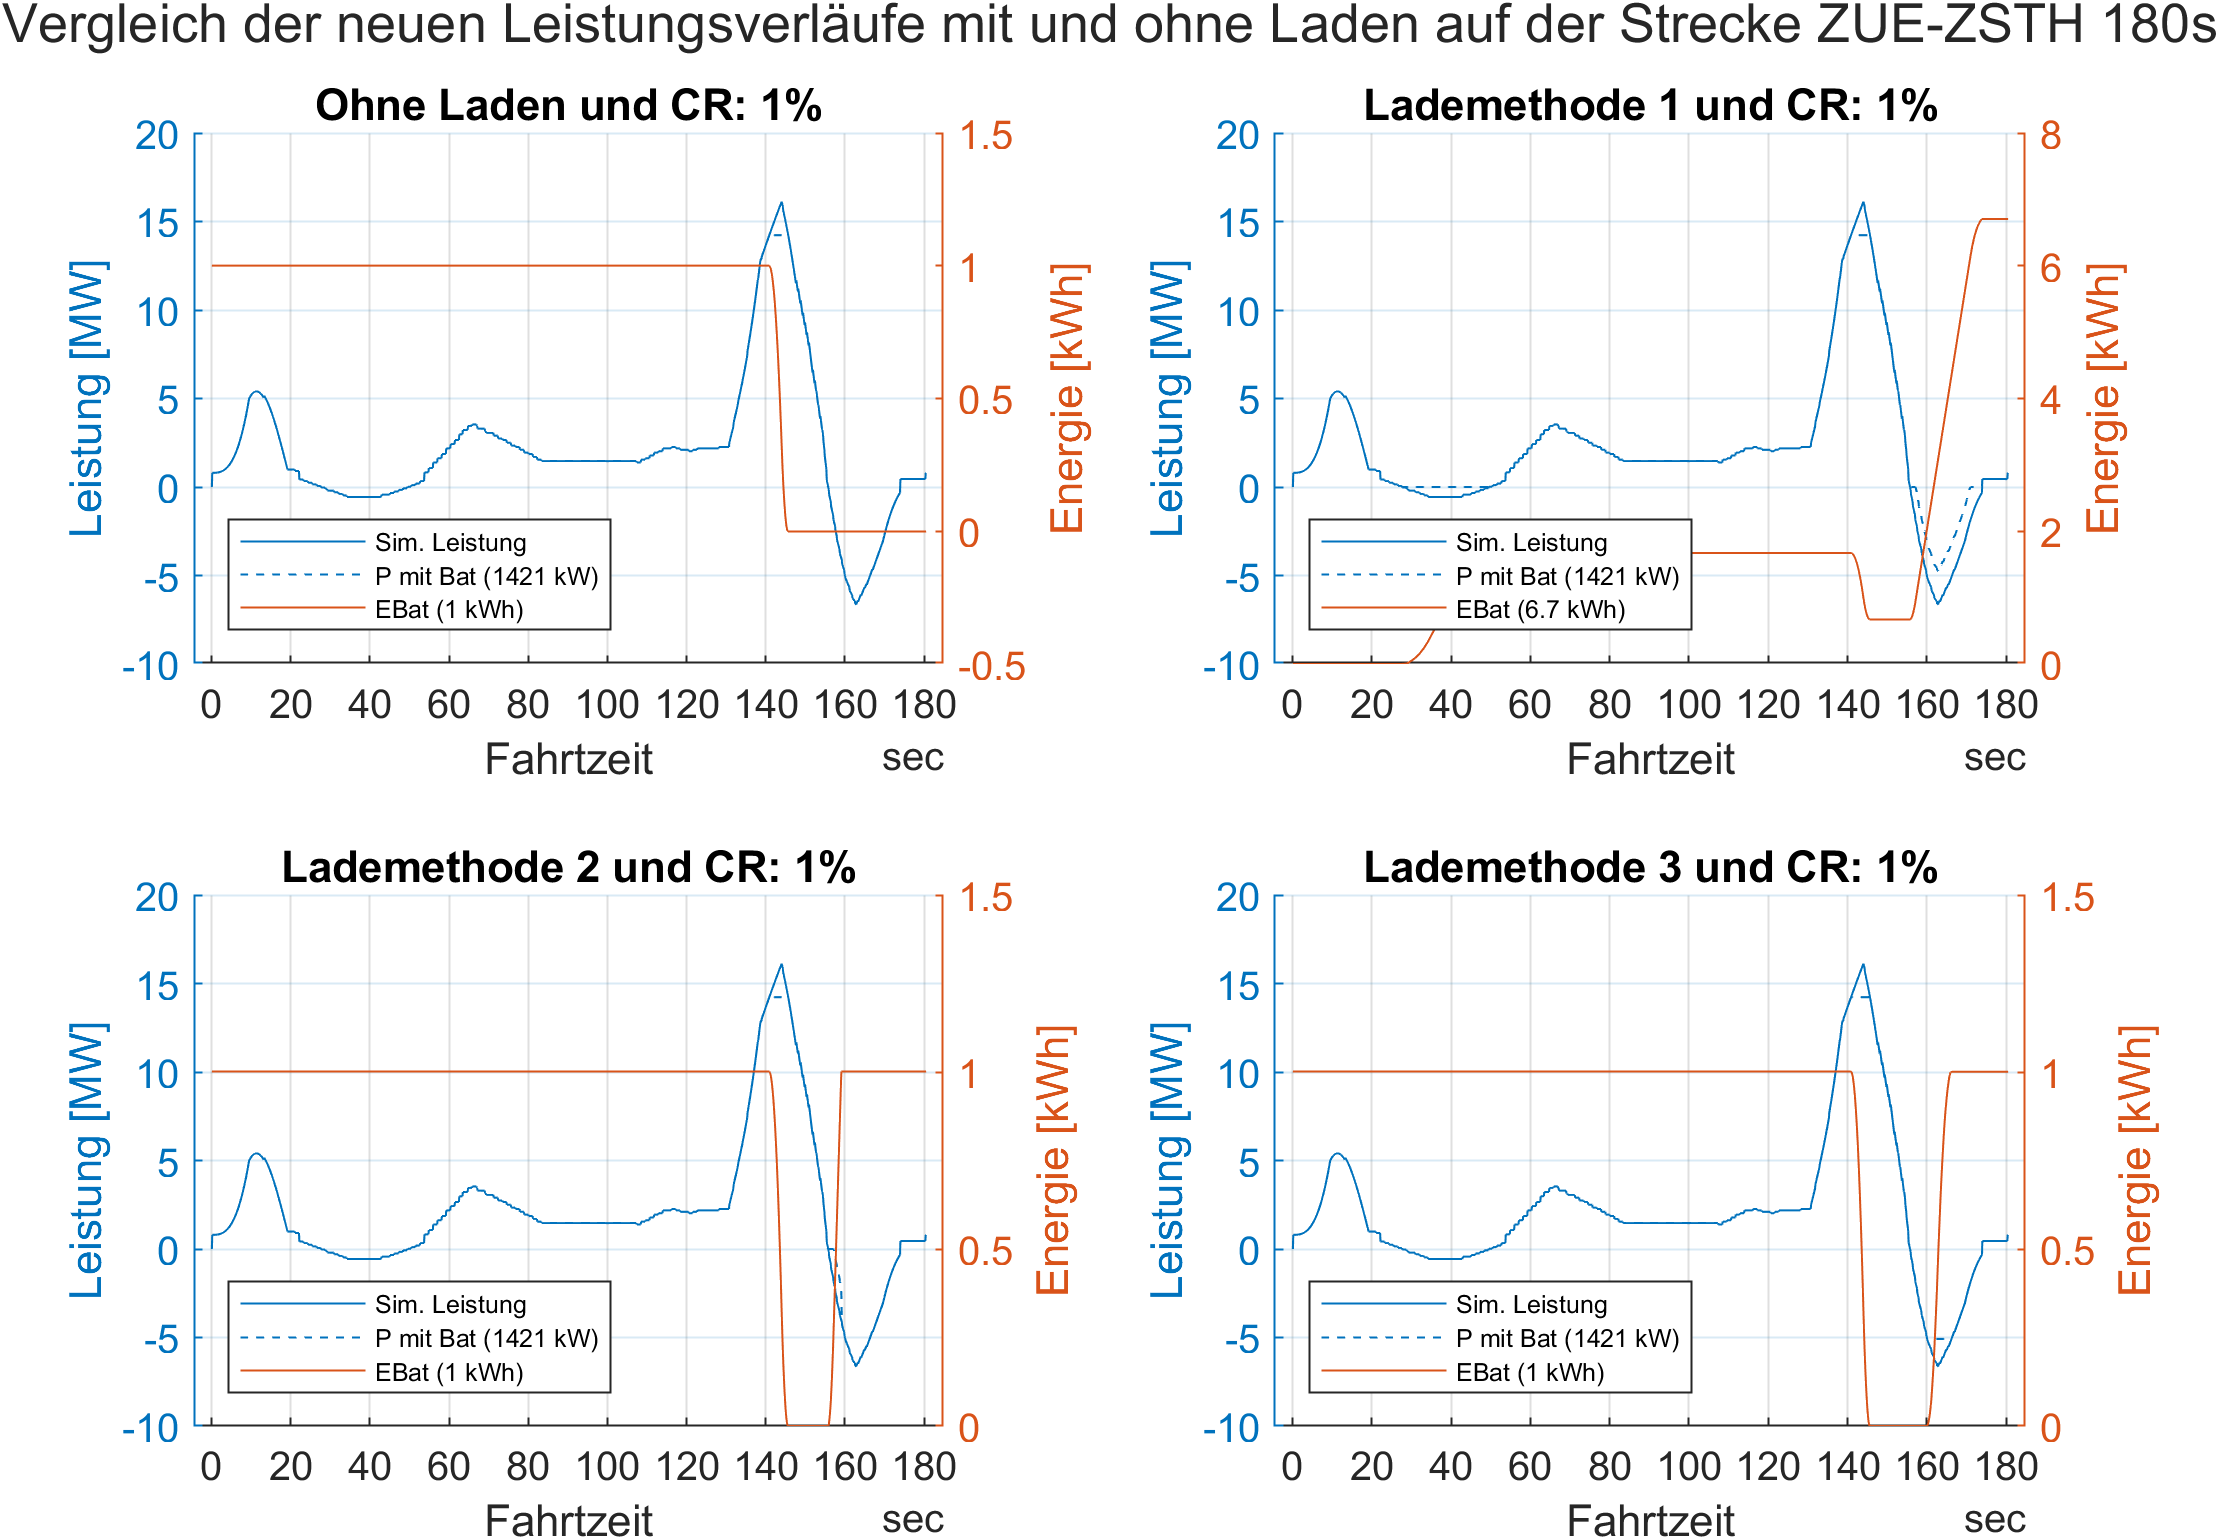 Vergleich der neuen Leistungsverläufe mit und ohne Laden auf der Strecke ZUE-ZSTH 180s
Ohne Laden und CR: 1%
20
15
10
5
0
-5
-10
Leistung [MW]
1.5
1
0.5
0
-0.5
Energie [kWh]
Sim. Leistung
P mit Bat (1421 kW)
EBat (1 kWh)
0 20 40 60 80 100 120 140 160 180
Fahrtzeit
sec
Lademethode 1 und CR: 1%
20
15
10
5
0
-5
-10
Leistung [MW]
8
6
4
2
0
Energie [kWh]
Sim. Leistung
P mit Bat (1421 kW)
EBat (6.7 kWh)
0 20 40 60 80 100 120 140 160 180
Fahrtzeit
sec
Lademethode 2 und CR: 1%
20
15
10
5
0
-5
-10
Leistung [MW]
1.5
1
0.5
0
Energie [kWh]
Sim. Leistung
P mit Bat (1421 kW)
EBat (1 kWh)
0 20 40 60 80 100 120 140 160 180
Fahrtzeit
sec
Lademethode 3 und CR: 1%
20
15
10
5
0
-5
-10
Leistung [MW]
1.5
1
0.5
0
Energie [kWh]
Sim. Leistung
P mit Bat (1421 kW)
EBat (1 kWh)
0 20 40 60 80 100 120 140 160 180
Fahrtzeit
sec